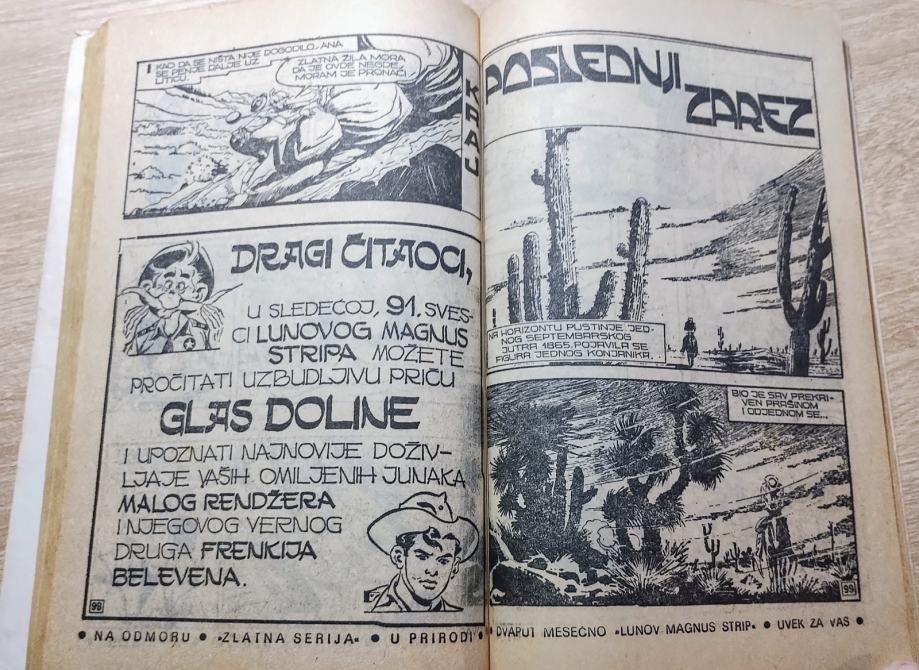 I KAO DA SE NIŠTA NIJE DOGODILO, ANA
SE PENJE DALJE UZ
LITICU.
ZLATNA ŽILA MORA
DA JE OVDE NEGDE.
MORAM JE PRONAĆI
KRAJ
DRAGI ČITAOCI,
U SLEDEĆOJ, 91. SVES-
CI LUNOVOG MAGNUS
STRIPA MOŽETE
PROČITATI UZBUDLJIVU PRIČU
GLAS DOLINE
I UPOZNATI NAJNOVIJE DOŽIV-
LJAJE VAŠIH OMILJENIH JUNAKA
MALOG RENDŽERA
I NJEGOVOG VERNOG
DRUGA FRENKIJA
BELEVENA.
98
• NA ODMORU • »ZLATNA SERIJA« • U PRIRODI •
POSLEDNJI
ZAREZ
NA HORIZONTU PUSTINJE JED-
NOG SEPTEMBARSKOG
JUTRA 1865. POJAVILA SE
FIGURA JEDNOG KONJANIKA.
BIO JE SAV PREKRI-
VEN PRAŠINOM
I ODJEDNOM SE...
99
• DVAPUT MESEČNO »LUNOV MAGNUS STRIP« • UVEK ZA VAS •